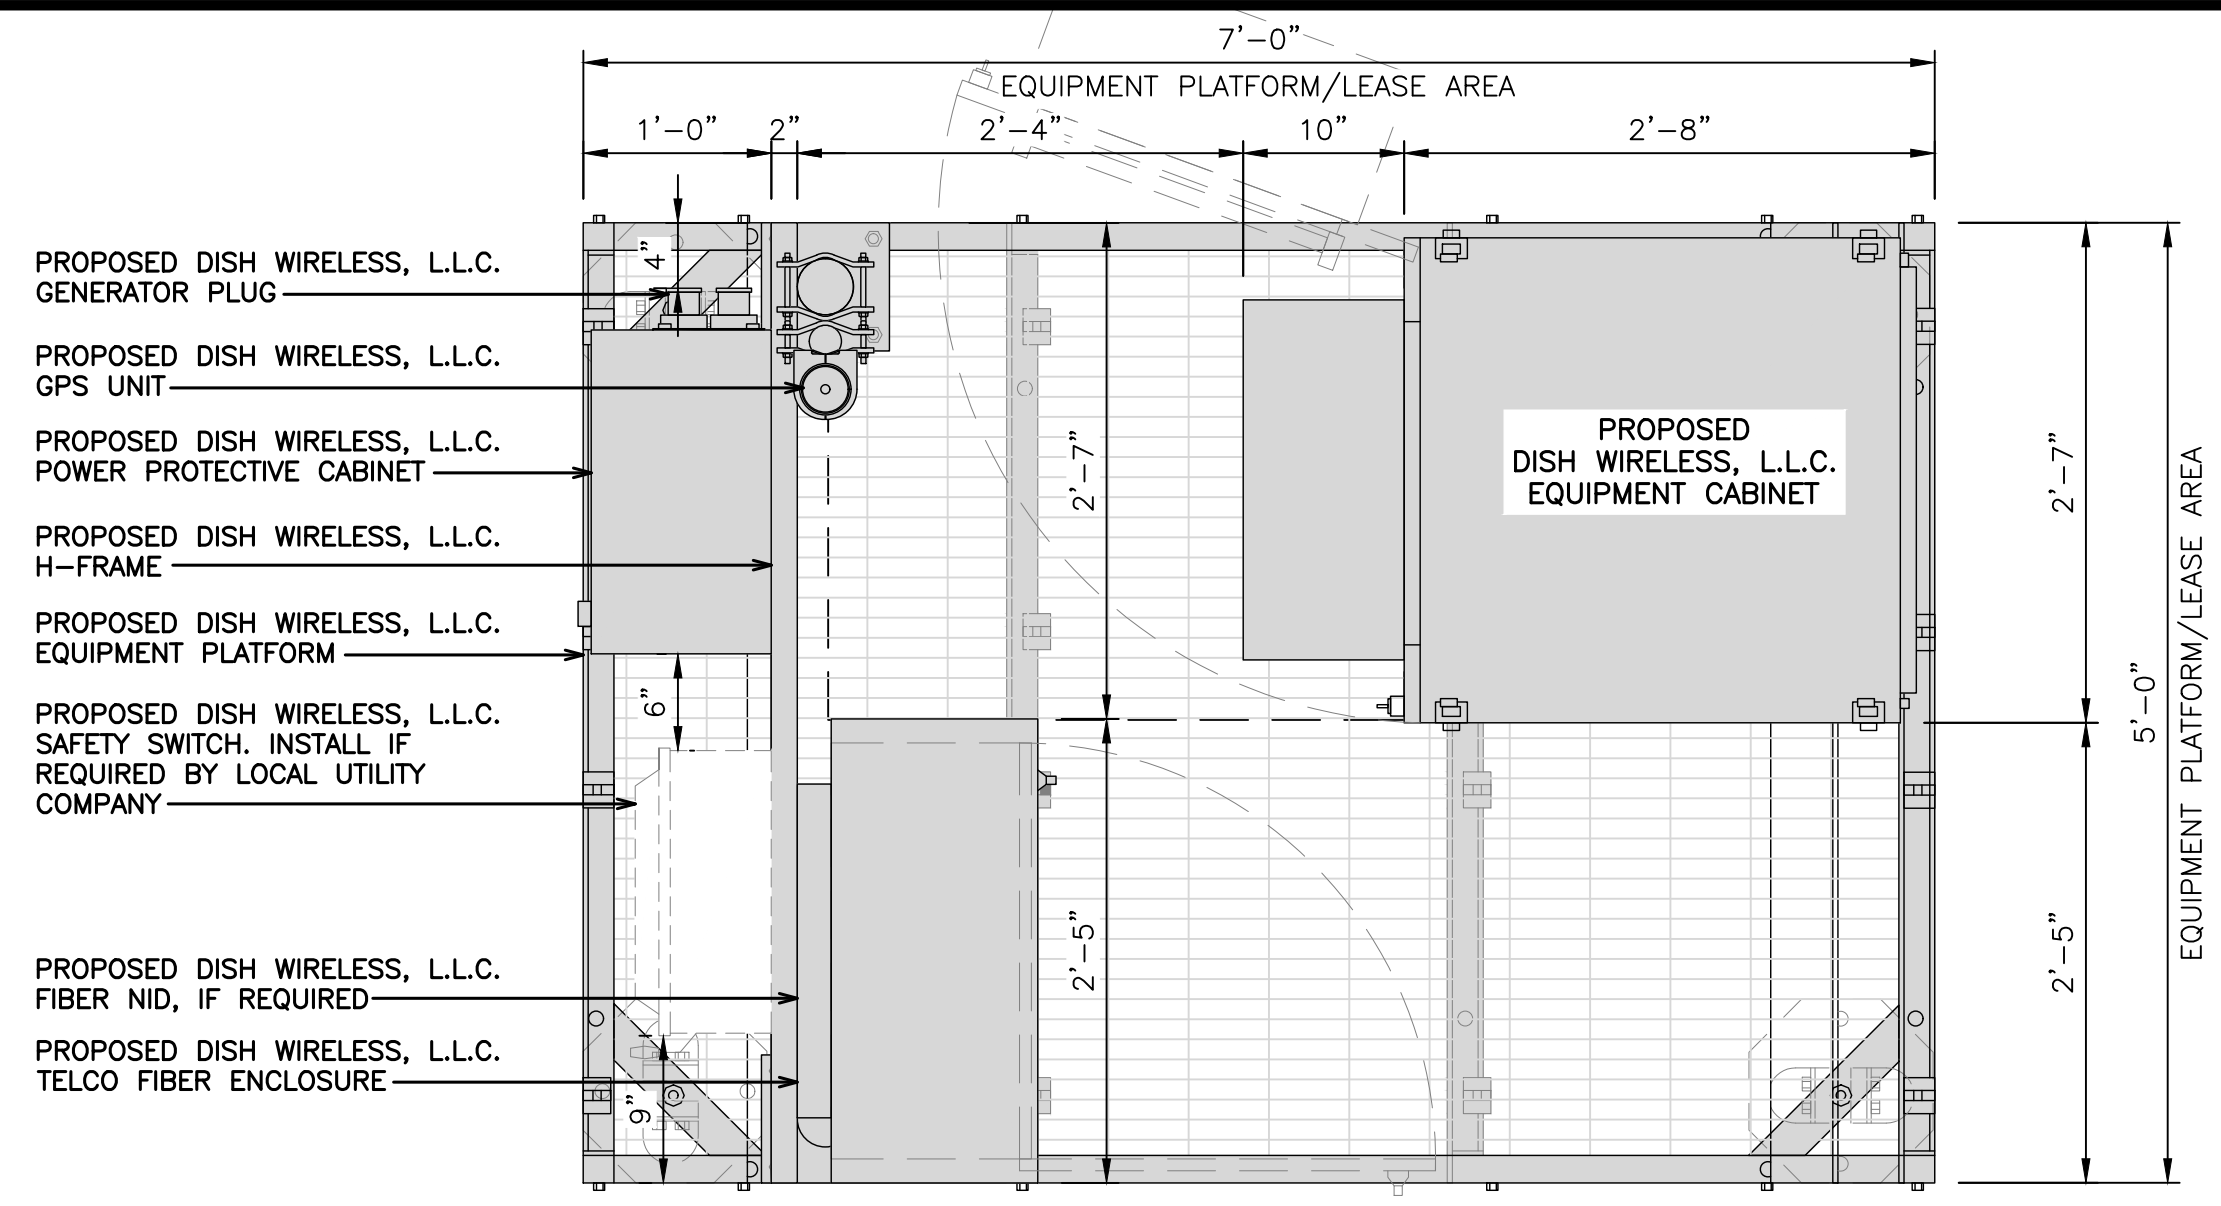 7'-0"
EQUIPMENT PLATFORM/LEASE AREA
1'-0" 2" 2'-4" 10" 2'-8"
4"
PROPOSED DISH WIRELESS, L.L.C.
GENERATOR PLUG
PROPOSED DISH WIRELESS, L.L.C.
GPS UNIT
PROPOSED DISH WIRELESS, L.L.C.
POWER PROTECTIVE CABINET
PROPOSED DISH WIRELESS, L.L.C.
H-FRAME
PROPOSED DISH WIRELESS, L.L.C.
EQUIPMENT PLATFORM
PROPOSED DISH WIRELESS, L.L.C.
SAFETY SWITCH. INSTALL IF
REQUIRED BY LOCAL UTILITY
COMPANY
PROPOSED DISH WIRELESS, L.L.C.
FIBER NID, IF REQUIRED
PROPOSED DISH WIRELESS, L.L.C.
TELCO FIBER ENCLOSURE
6"
9"
2'-7"
2'-5"
PROPOSED
DISH WIRELESS, L.L.C.
EQUIPMENT CABINET
2'-7"
2'-5"
5'-0"
EQUIPMENT PLATFORM/LEASE AREA